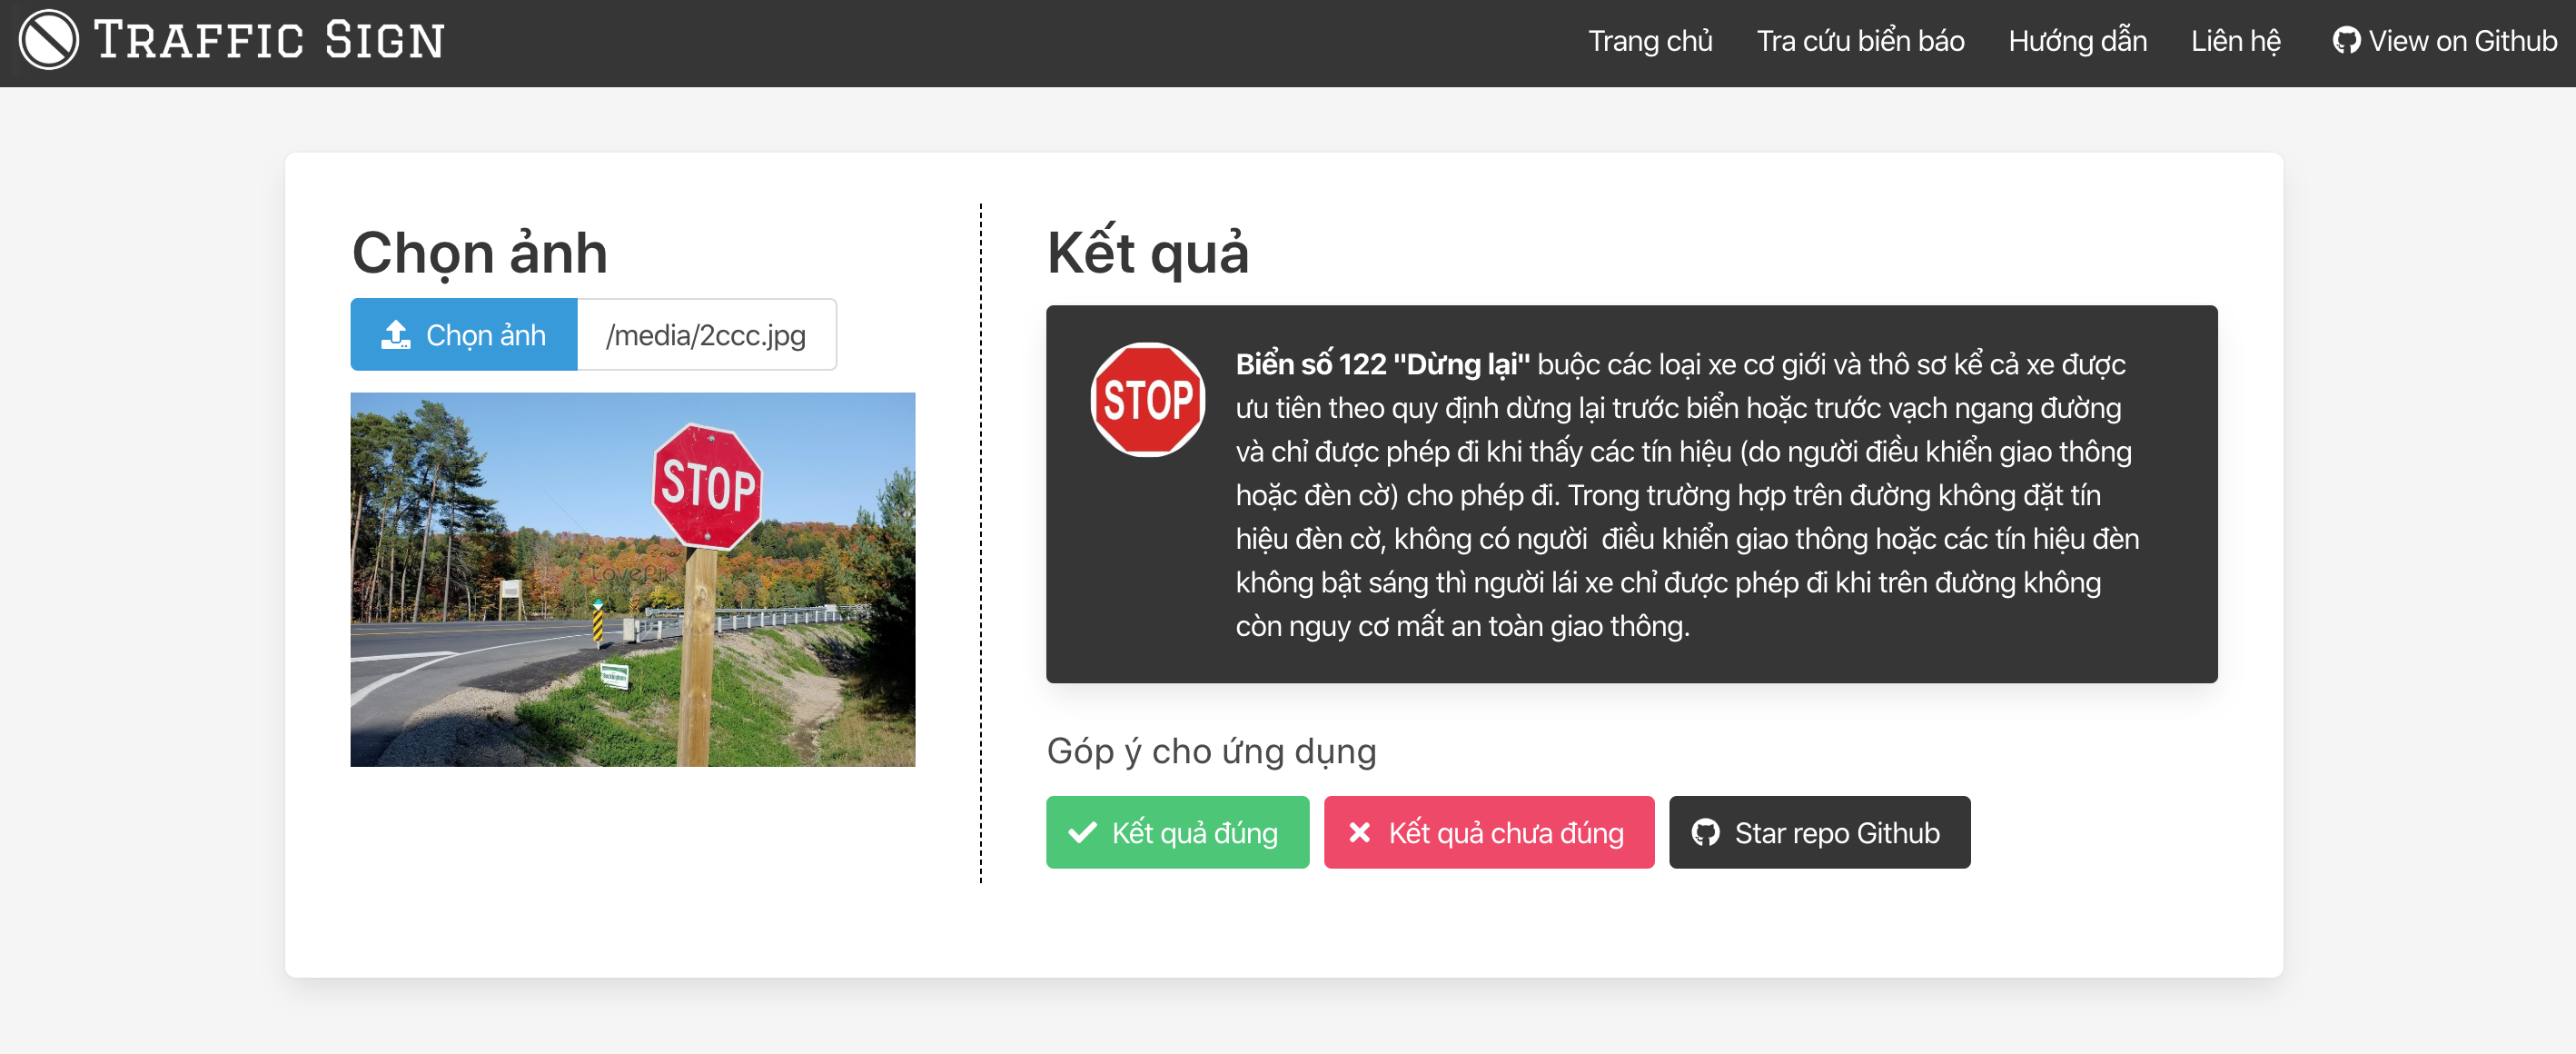 TRAFFIC SIGN
Trang chủ
Tra cứu biển báo
Hướng dẫn
Liên hệ
View on Github
Chọn ảnh
Chọn ảnh
/media/2ccc.jpg
STOP
LovePik
Kết quả
STOP
Biển số 122 "Dừng lại" buộc các loại xe cơ giới và thô sơ kể cả xe được
ưu tiên theo quy định dừng lại trước biển hoặc trước vạch ngang đường
và chỉ được phép đi khi thấy các tín hiệu (do người điều khiển giao thông
hoặc đèn cờ) cho phép đi. Trong trường hợp trên đường không đặt tín
hiệu đèn cờ, không có người  điều khiển giao thông hoặc các tín hiệu đèn
không bật sáng thì người lái xe chỉ được phép đi khi trên đường không
còn nguy cơ mất an toàn giao thông.
Góp ý cho ứng dụng
Kết quả đúng
Kết quả chưa đúng
Star repo Github